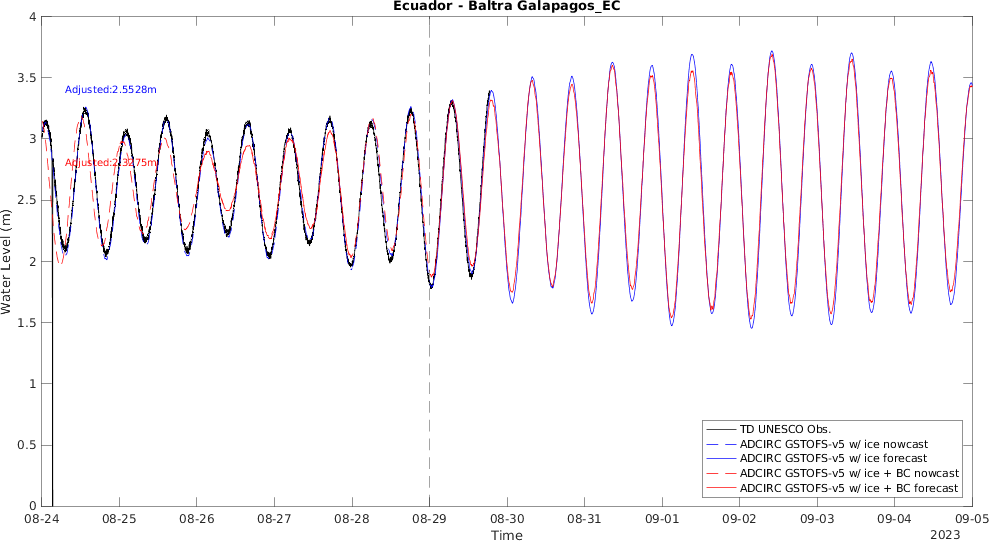 Ecuador - Baltra Galapagos_EC
4
3.5
3
2.5
2
1.5
1
0.5
0
Water Level (m)
Adjusted:2.5528m
Adjusted:2.3275m
TD UNESCO Obs.
ADCIRC GSTOFS-v5 w/ ice nowcast
ADCIRC GSTOFS-v5 w/ ice forecast
ADCIRC GSTOFS-v5 w/ ice + BC nowcast
ADCIRC GSTOFS-v5 w/ ice + BC forecast
08-24 08-25 08-26 08-27 08-28 08-29 08-30 08-31 09-01 09-02 09-03 09-04 09-05
Time
2023